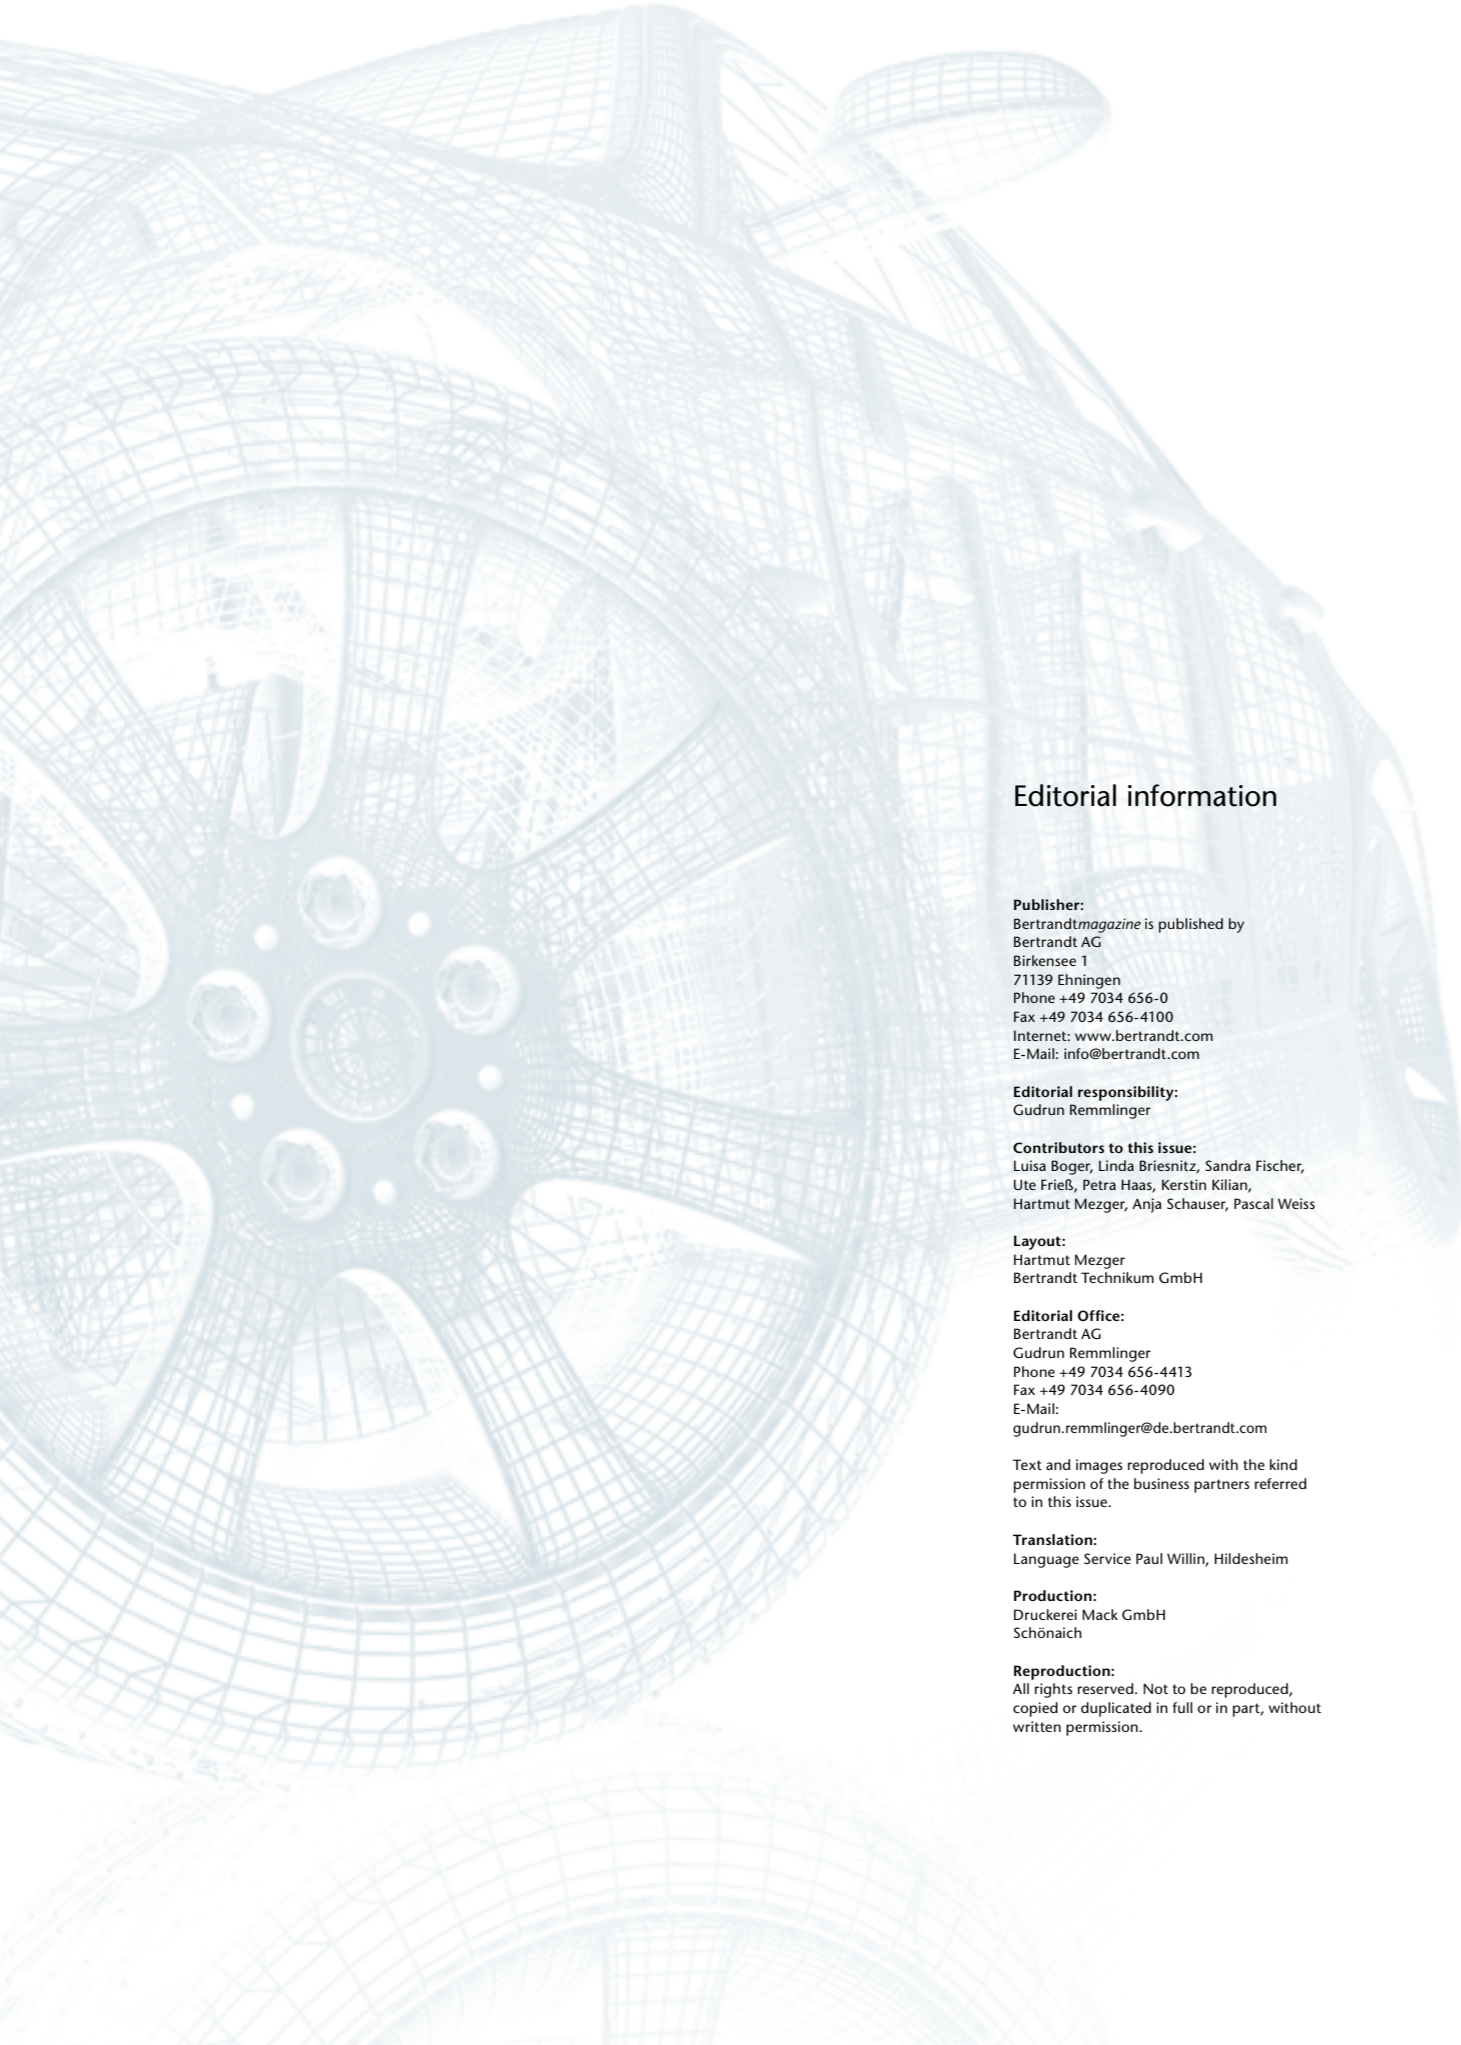 Editorial information
Publisher:
Bertrandtmagazine is published by
Bertrandt AG
Birkensee 1
71139 Ehningen
Phone +49 7034 656-0
Fax +49 7034 656-4100
Internet: www.bertrandt.com
E-Mail: info@bertrandt.com
Editorial responsibility:
Gudrun Remmlinger
Contributors to this issue:
Luisa Boger, Linda Briesnitz, Sandra Fischer,
Ute Frieß, Petra Haas, Kerstin Kilian,
Hartmut Mezger, Anja Schauser, Pascal Weiss
Layout:
Hartmut Mezger
Bertrandt Technikum GmbH
Editorial Office:
Bertrandt AG
Gudrun Remmlinger
Phone +49 7034 656-4413
Fax +49 7034 656-4090
E-Mail:
gudrun.remmlinger@de.bertrandt.com
Text and images reproduced with the kind
permission of the business partners referred
to in this issue.
Translation:
Language Service Paul Willin, Hildesheim
Production:
Druckerei Mack GmbH
Schönaich
Reproduction:
All rights reserved. Not to be reproduced,
copied or duplicated in full or in part, without
written permission.